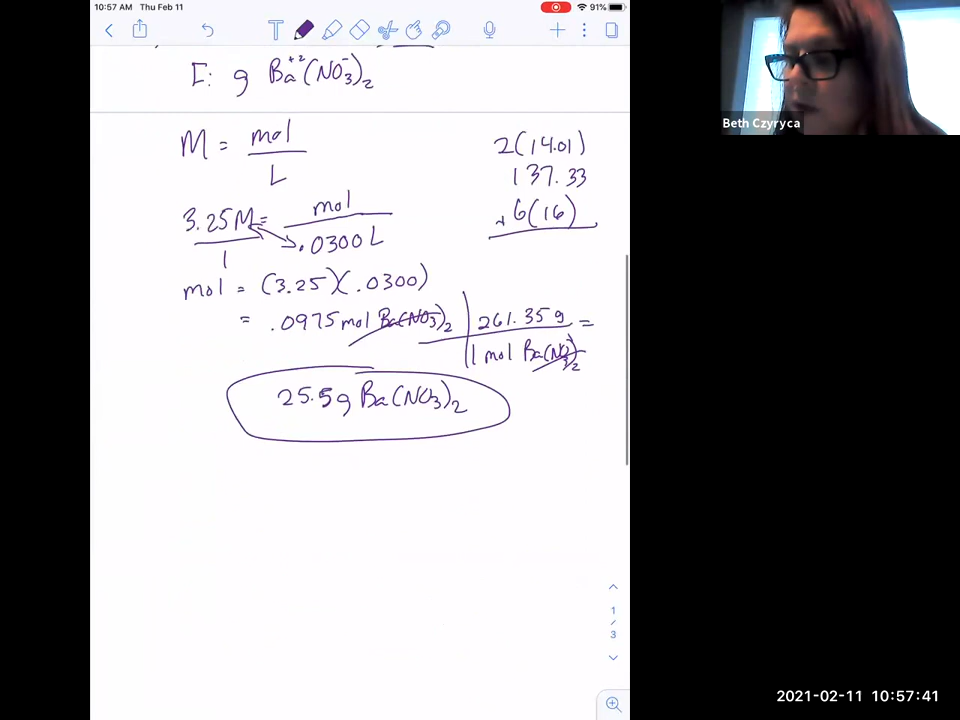 10:57 AM Thu Feb 11
91%
Beth Czyryca
E: g Ba⁺²(NO₃⁻)₂
M = mol / L
2(14.01)
137.33
+ 6(16)
3.25M / 1 = mol / .0300 L
mol = (3.25)(.0300)
= .0975 mol Ba(NO₃)₂ | 261.35 g / 1 mol Ba(NO₃)₂ =
25.5g Ba(NO₃)₂
1
/
3
2021-02-11 10:57:41